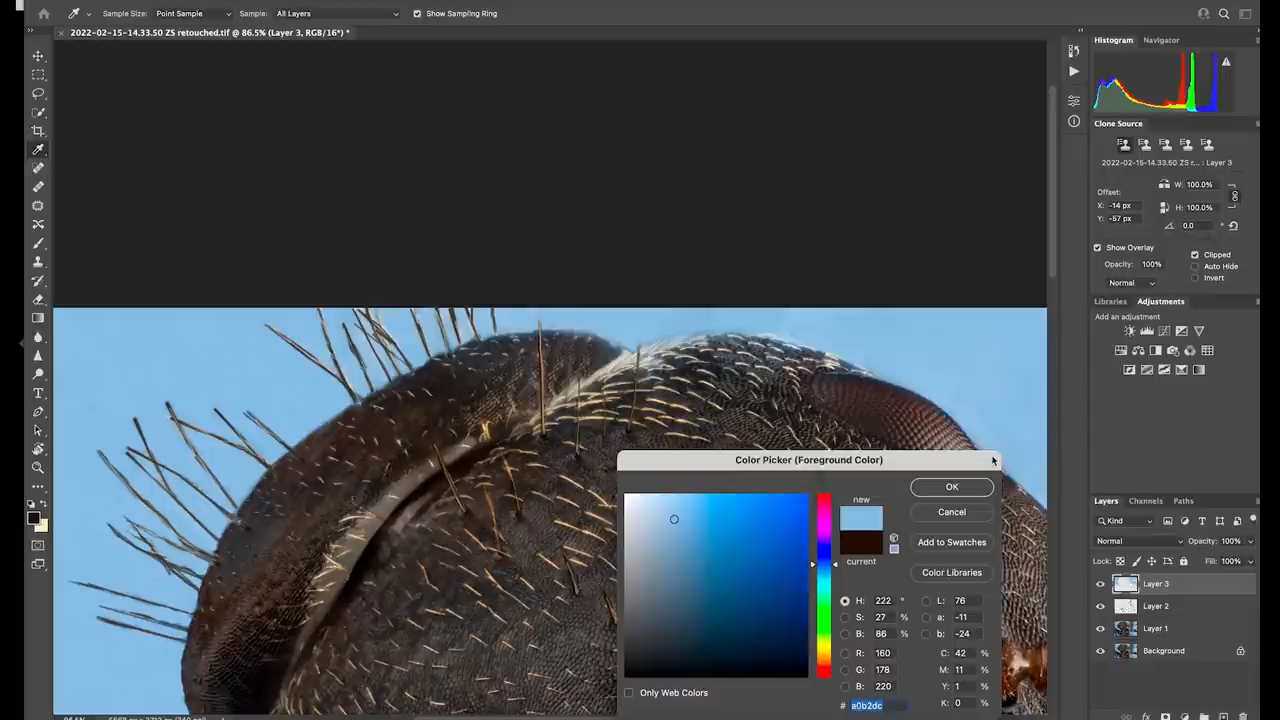 Sample Size: Point Sample Sample: All Layers Show Sampling Ring
2022-02-15-14.33.50 ZS retouched.tif @ 86.5% (Layer 3, RGB/16*) *
Histogram Navigator
Clone Source
2022-02-15-14.33.50 ZS r... : Layer 3
W: 100.0%
Offset:
X: -14 px
H: 100.0%
Y: -57 px
0.0 °
Show Overlay
Clipped
Opacity: 100%
Auto Hide
Invert
Normal
Libraries Adjustments
Add an adjustment
Color Picker (Foreground Color)
new
current
OK
Cancel
Add to Swatches
Color Libraries
H: 222 °
S: 27 %
B: 86 %
R: 160
G: 178
B: 220
# a0b2dc
L: 76
a: -11
b: -24
C: 42 %
M: 11 %
Y: 1 %
K: 0 %
Only Web Colors
Layers Channels Paths
Kind
Normal Opacity: 100%
Lock: Fill: 100%
Layer 3
Layer 2
Layer 1
Background